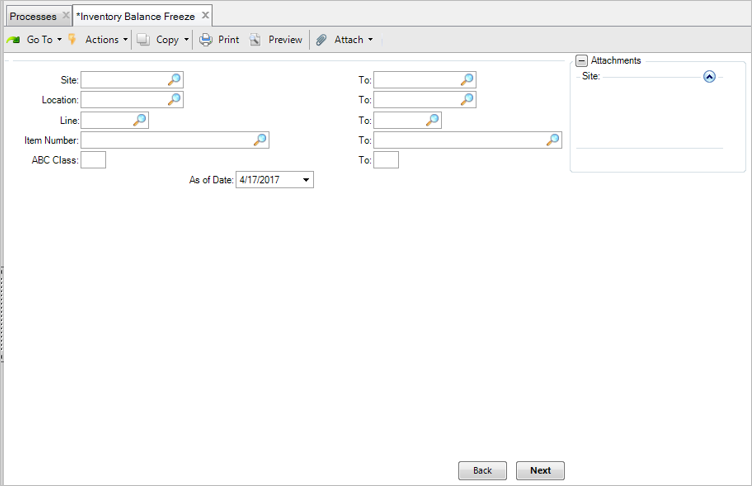 Processes *Inventory Balance Freeze
Go To Actions Copy Print Preview Attach
Attachments
Site: To: Site:
Location: To:
Line: To:
Item Number: To:
ABC Class: To:
As of Date: 4/17/2017
Back Next